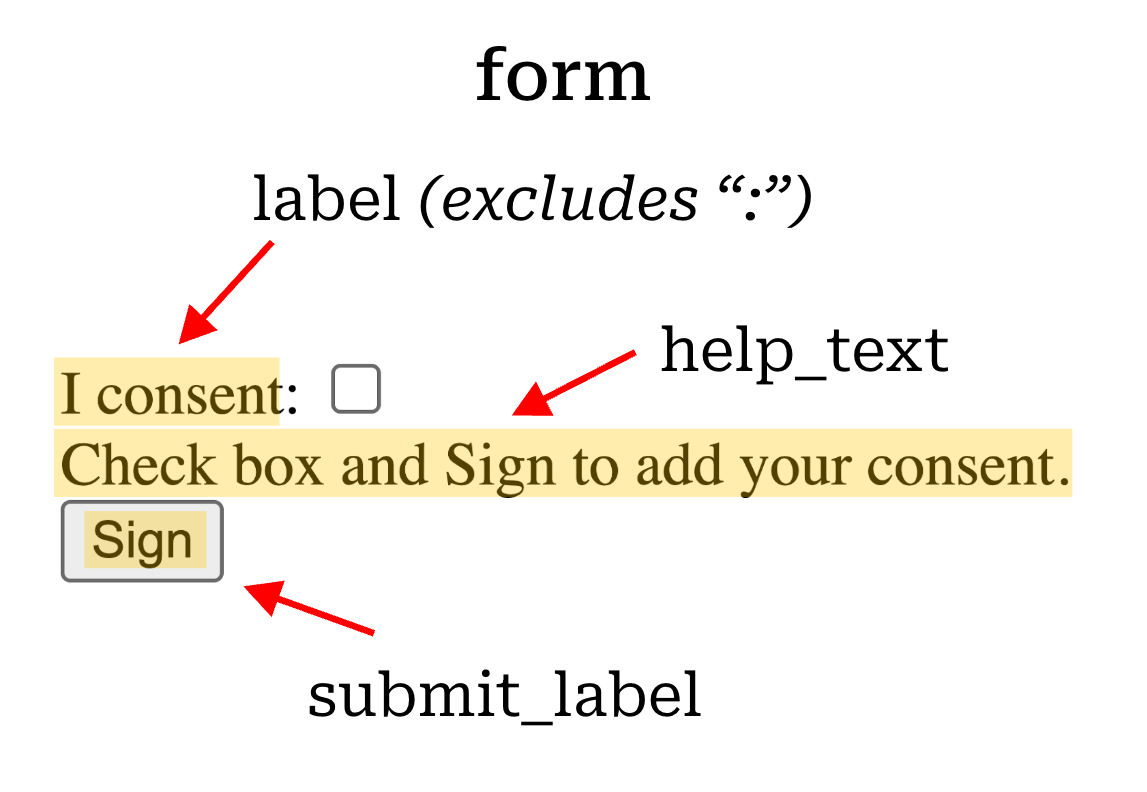 form
label (excludes “:”)
help_text
I consent:
Check box and Sign to add your consent.
Sign
submit_label